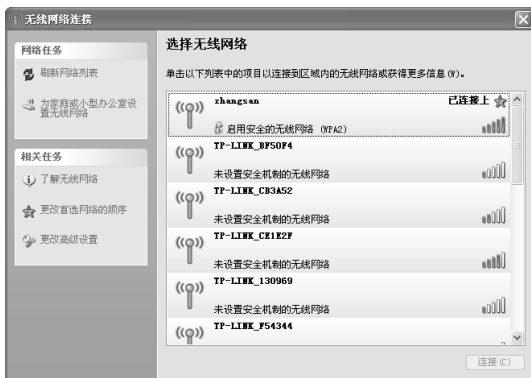 无线网络连接
网络任务
刷新网络列表
为家庭或小型办公室设
置无线网络
相关任务
了解无线网络
更改首选网络的顺序
更改高级设置
选择无线网络
单击以下列表中的项目以连接到区域内的无线网络或获得更多信息(W)。
zhangsan 已连接上
启用安全的无线网络 (WPA2)
TP-LINK_BF50F4
未设置安全机制的无线网络
TP-LINK_CB3A52
未设置安全机制的无线网络
TP-LINK_CE1E2F
未设置安全机制的无线网络
TP-LINK_130969
未设置安全机制的无线网络
TP-LINK_F54344
连接(C)